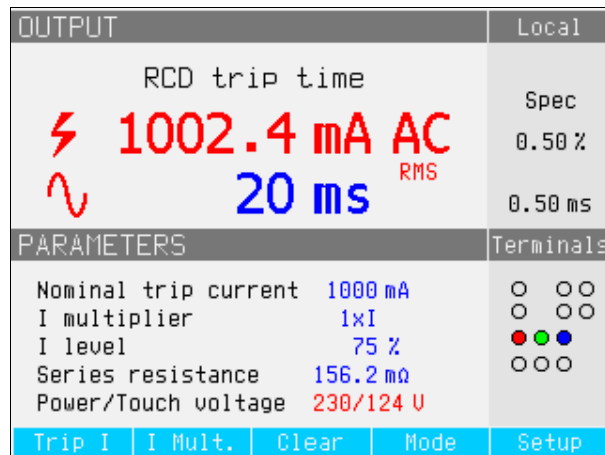 OUTPUT
Local
RCD trip time
1002.4 mA AC
RMS
20 ms
Spec
0.50 %
0.50 ms
PARAMETERS
Terminals
Nominal trip current 1000 mA
I multiplier 1xI
I level 75 %
Series resistance 156.2 mΩ
Power/Touch voltage 230/124 V
Trip I
I Mult.
Clear
Mode
Setup